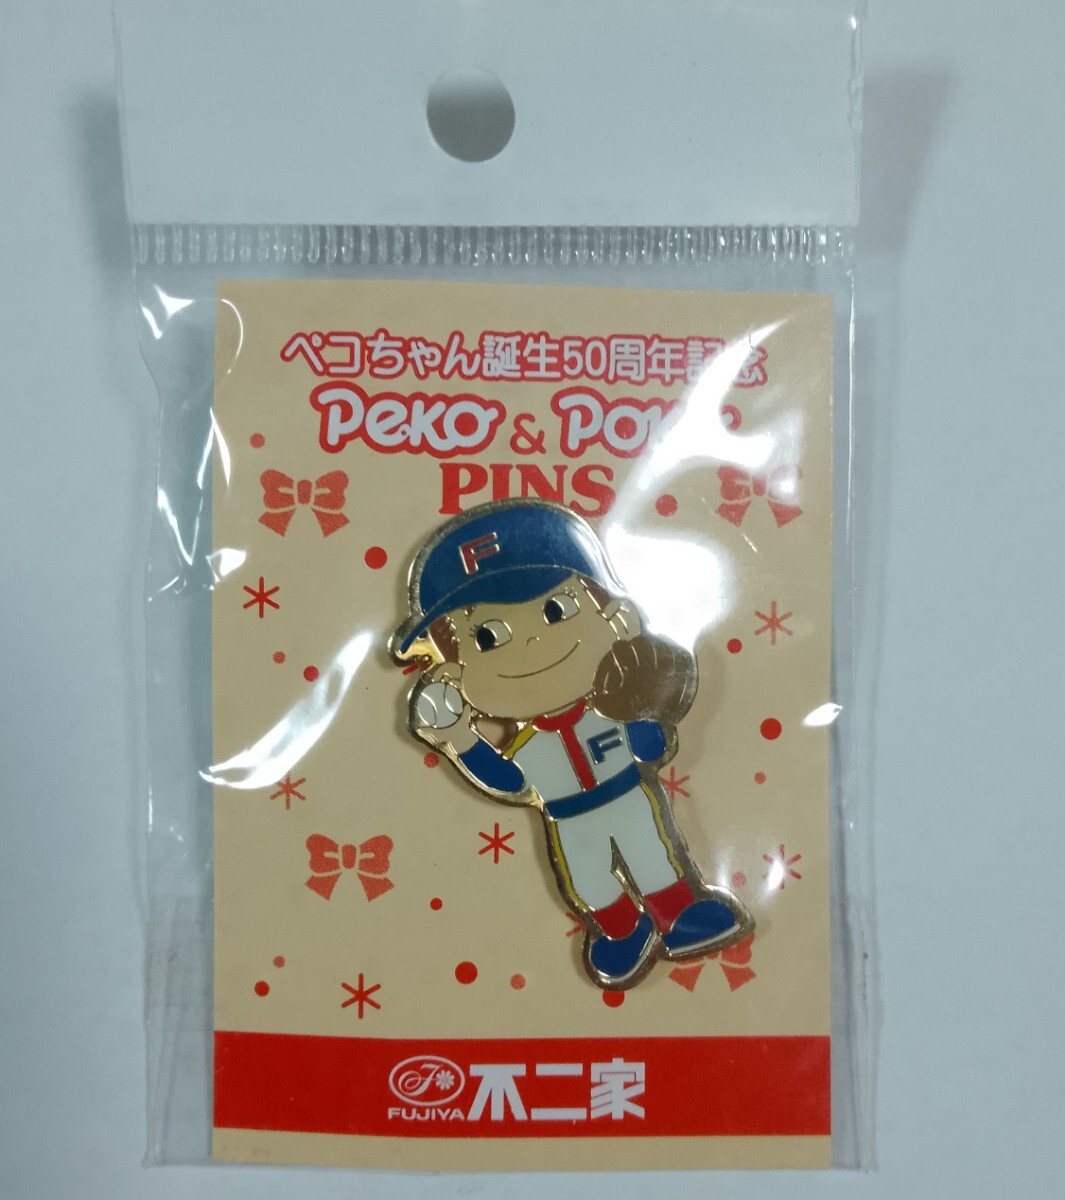 ペコちゃん誕生50周年記念
Peko &
PINS
F
F
FUJIYA 不二家